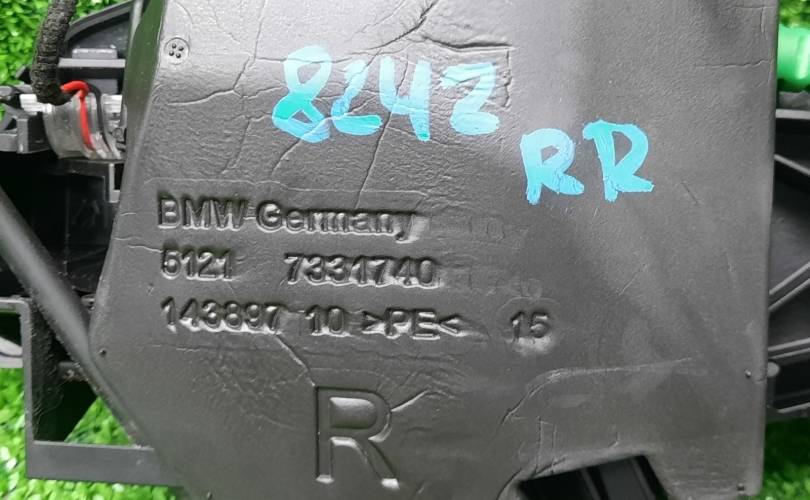 8242
RR
BMW Germany
5121 7331740
143897 10 >PE< 15
R